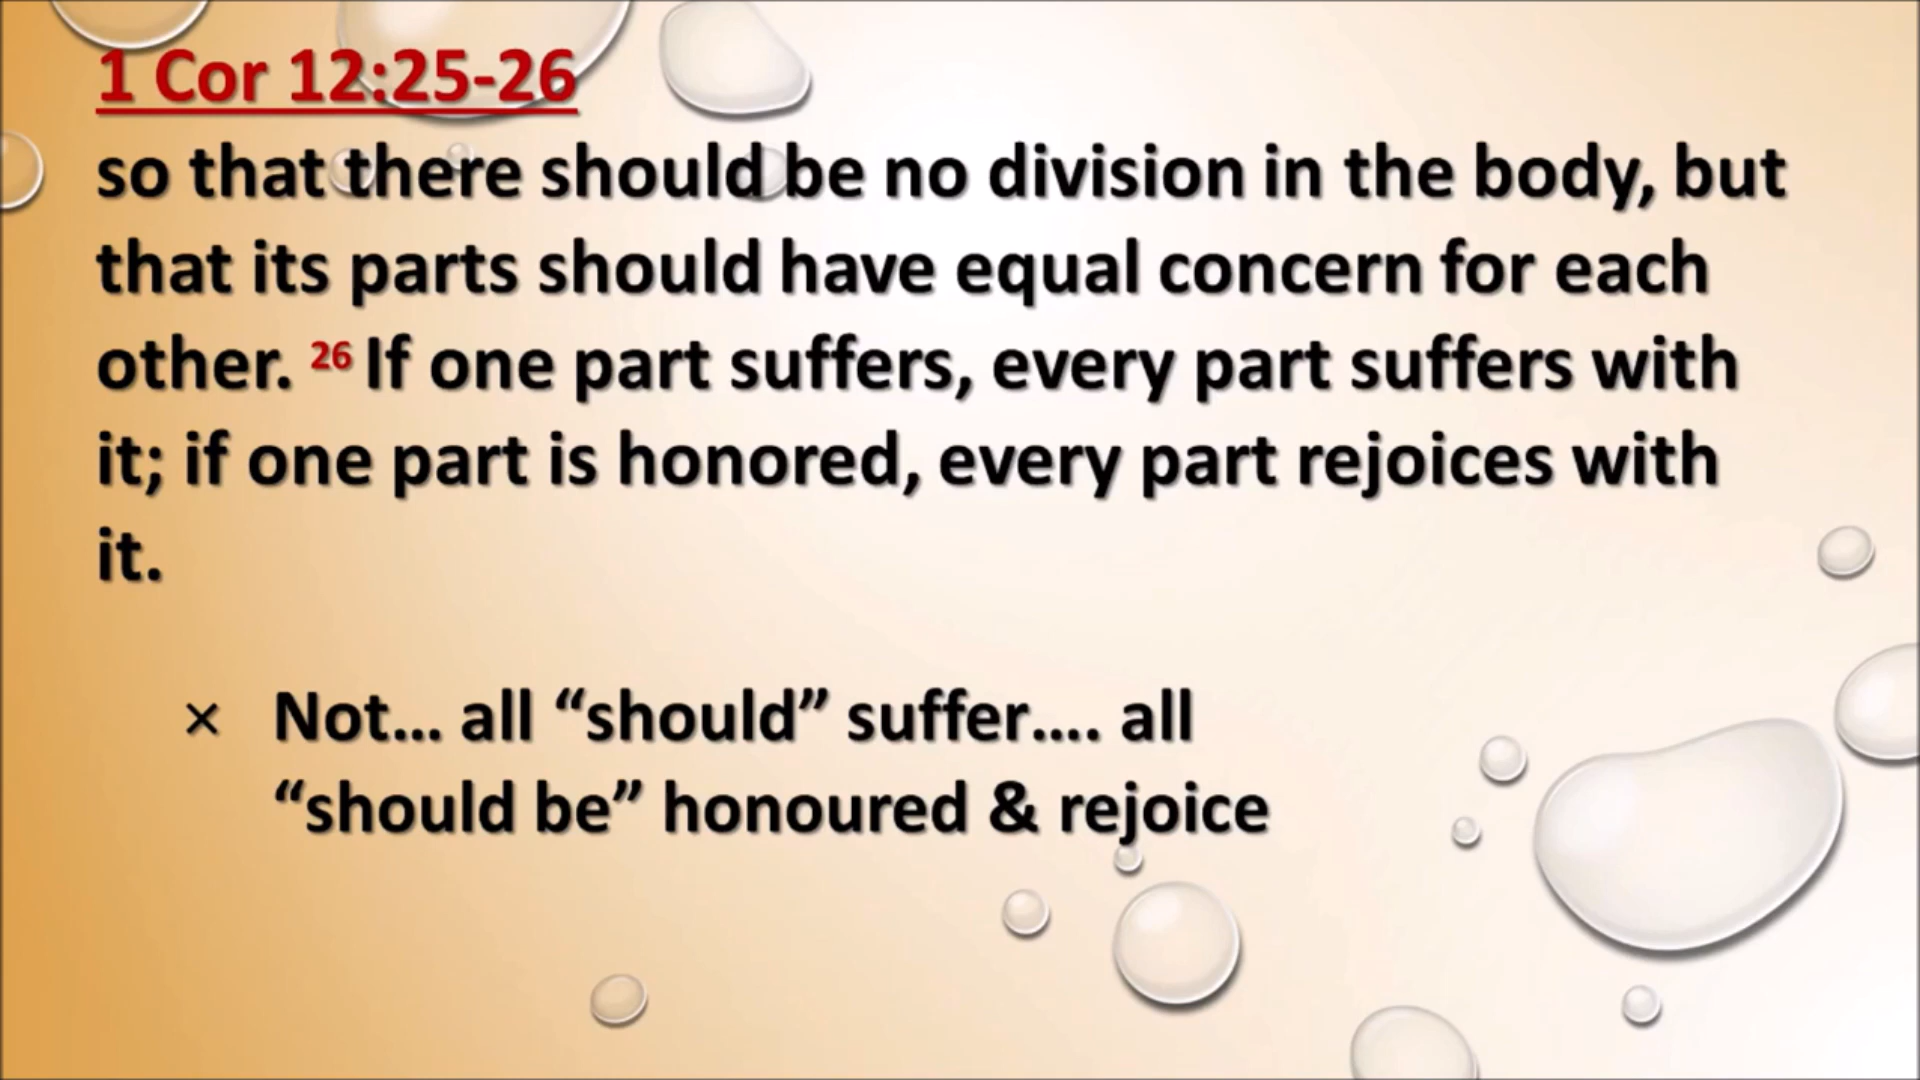 1 Cor 12:25-26
so that there should be no division in the body, but
that its parts should have equal concern for each
other. 26 If one part suffers, every part suffers with
it; if one part is honored, every part rejoices with
it.
× Not… all “should” suffer…. all
“should be” honoured & rejoice